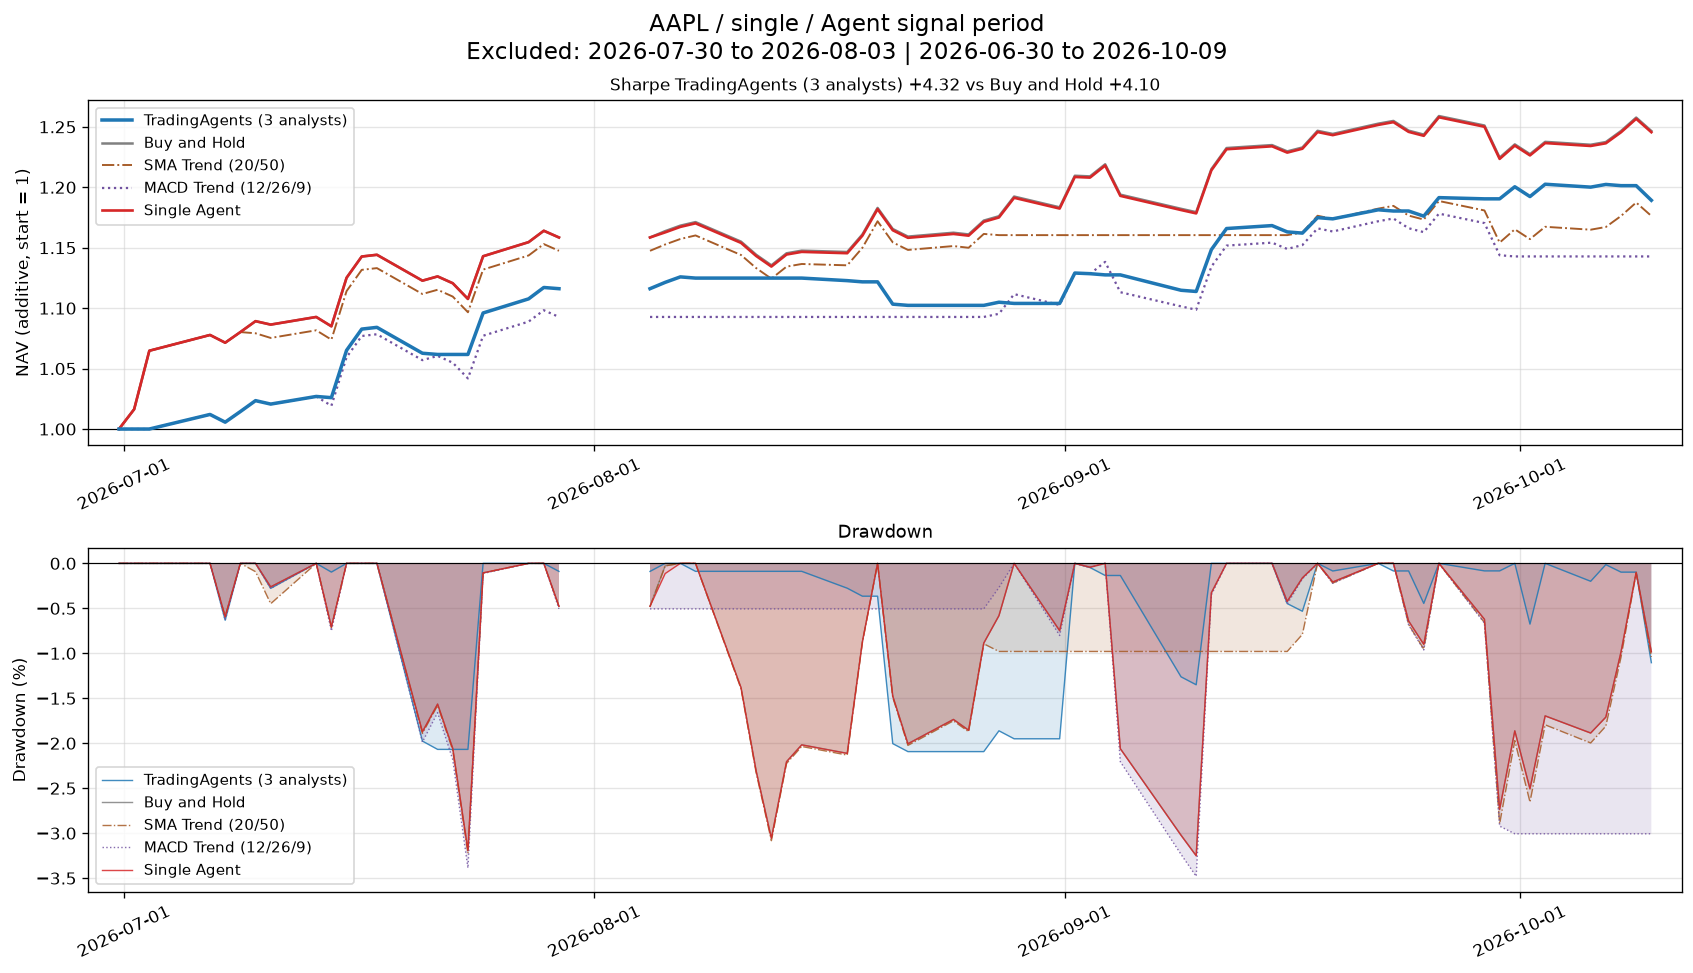 AAPL / single / Agent signal period
Excluded: 2026-07-30 to 2026-08-03 | 2026-06-30 to 2026-10-09
Sharpe TradingAgents (3 analysts) +4.32 vs Buy and Hold +4.10
NAV (additive, start = 1)
1.25
1.20
1.15
1.10
1.05
1.00
TradingAgents (3 analysts)
Buy and Hold
SMA Trend (20/50)
MACD Trend (12/26/9)
Single Agent
2026-07-01
2026-08-01
2026-09-01
2026-10-01
Drawdown
Drawdown (%)
0.0
−0.5
−1.0
−1.5
−2.0
−2.5
−3.0
−3.5
TradingAgents (3 analysts)
Buy and Hold
SMA Trend (20/50)
MACD Trend (12/26/9)
Single Agent
2026-07-01
2026-08-01
2026-09-01
2026-10-01